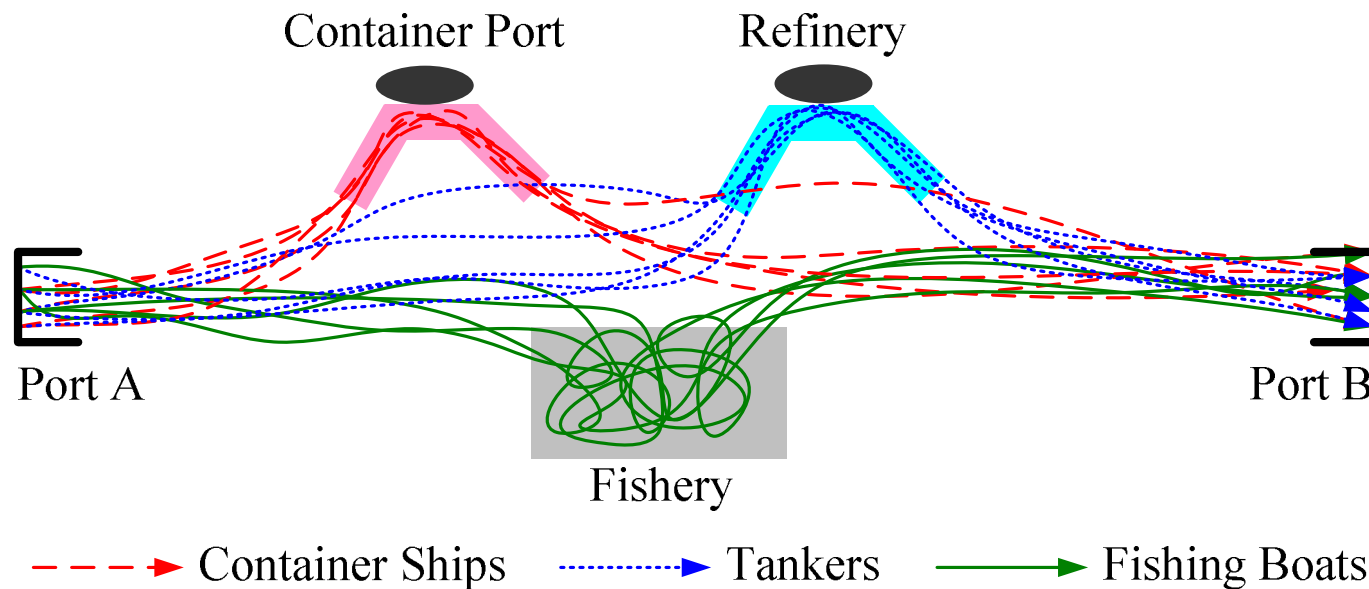 Container Port
Refinery
Port A
Port B
Fishery
Container Ships
Tankers
Fishing Boats